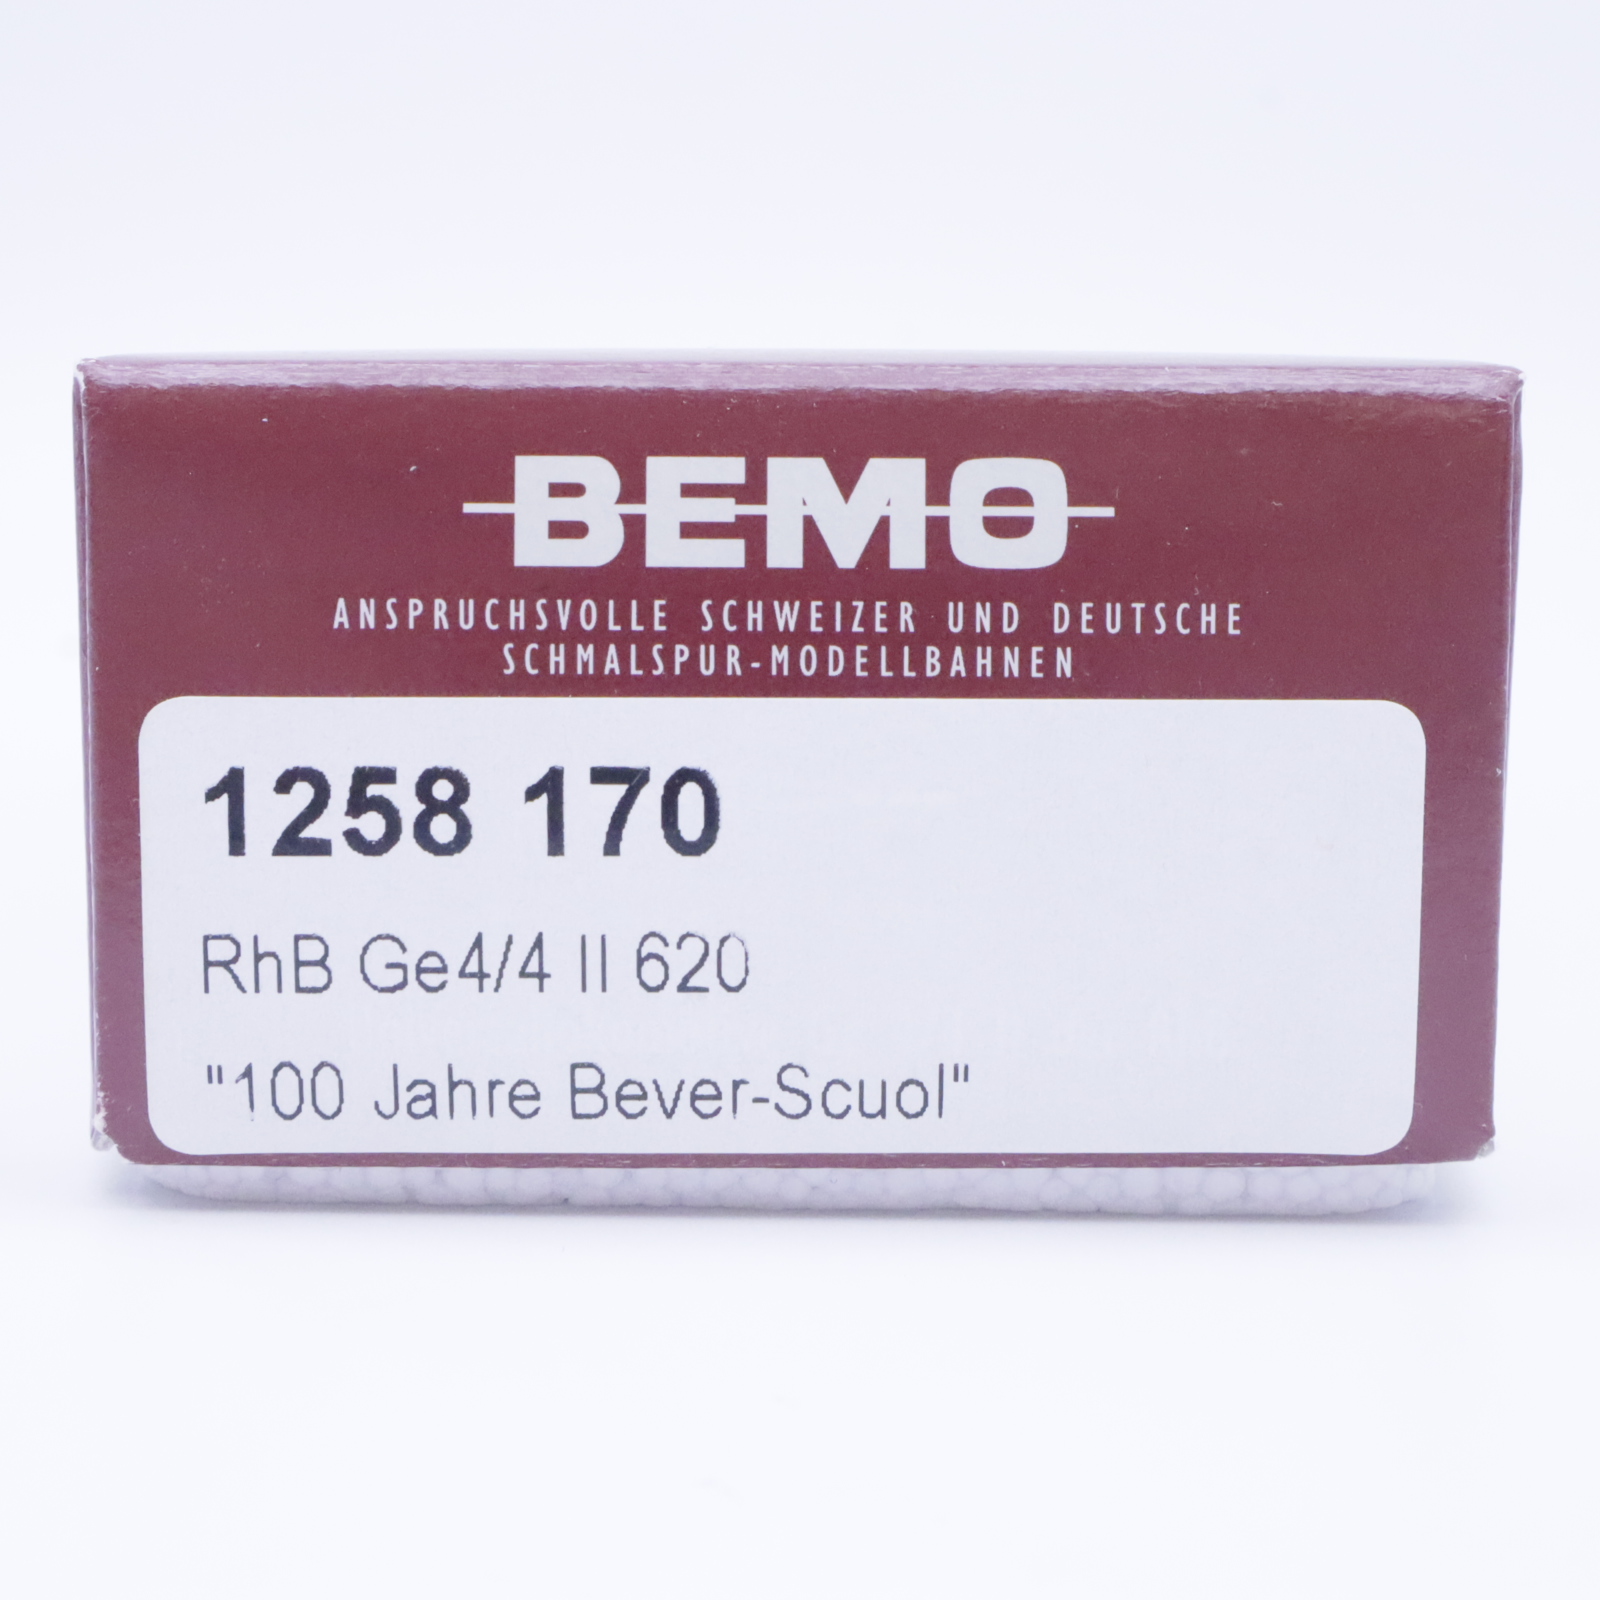 BEMO
ANSPRUCHSVOLLE SCHWEIZER UND DEUTSCHE
SCHMALSPUR-MODELLBAHNEN
1258 170
RhB Ge4/4 II 620
"100 Jahre Bever-Scuol"